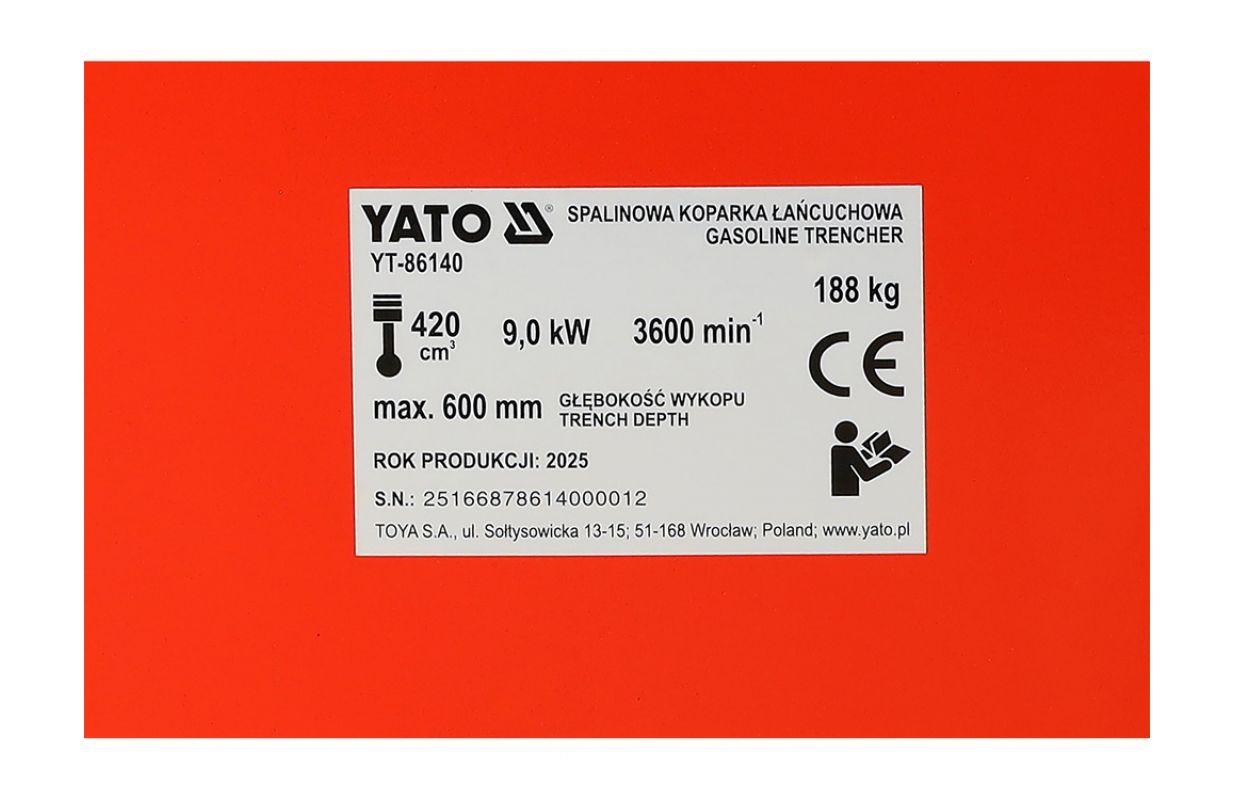 YATO ® SPALINOWA KOPARKA ŁAŃCUCHOWA
GASOLINE TRENCHER
YT-86140
188 kg
420 cm³ 9,0 kW 3600 min⁻¹
CE
max. 600 mm GŁĘBOKOŚĆ WYKOPU
TRENCH DEPTH
ROK PRODUKCJI: 2025
S.N.: 25166878614000012
TOYA S.A., ul. Sołtysowicka 13-15; 51-168 Wrocław; Poland; www.yato.pl